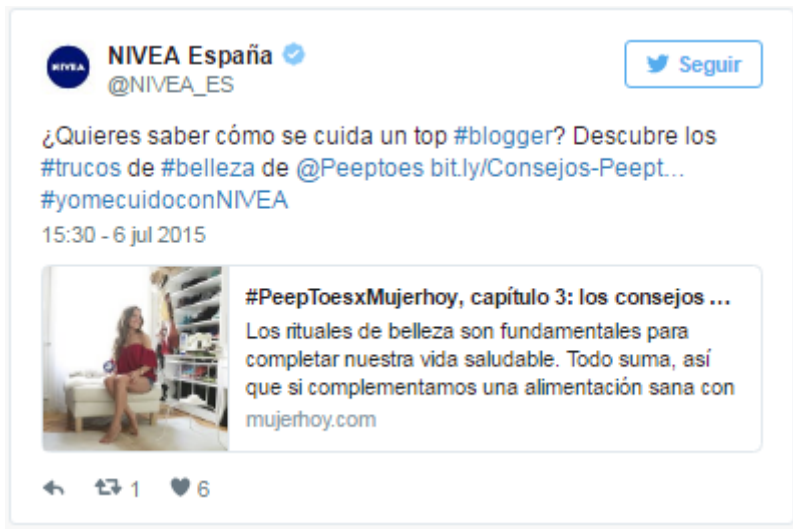 NIVEA
NIVEA España
@NIVEA_ES
Seguir
¿Quieres saber cómo se cuida un top #blogger? Descubre los
#trucos de #belleza de @Peeptoes bit.ly/Consejos-Peept...
#yomecuidoconNIVEA
15:30 - 6 jul 2015
#PeepToesxMujerhoy, capítulo 3: los consejos ...
Los rituales de belleza son fundamentales para
completar nuestra vida saludable. Todo suma, así
que si complementamos una alimentación sana con
mujerhoy.com
1 6